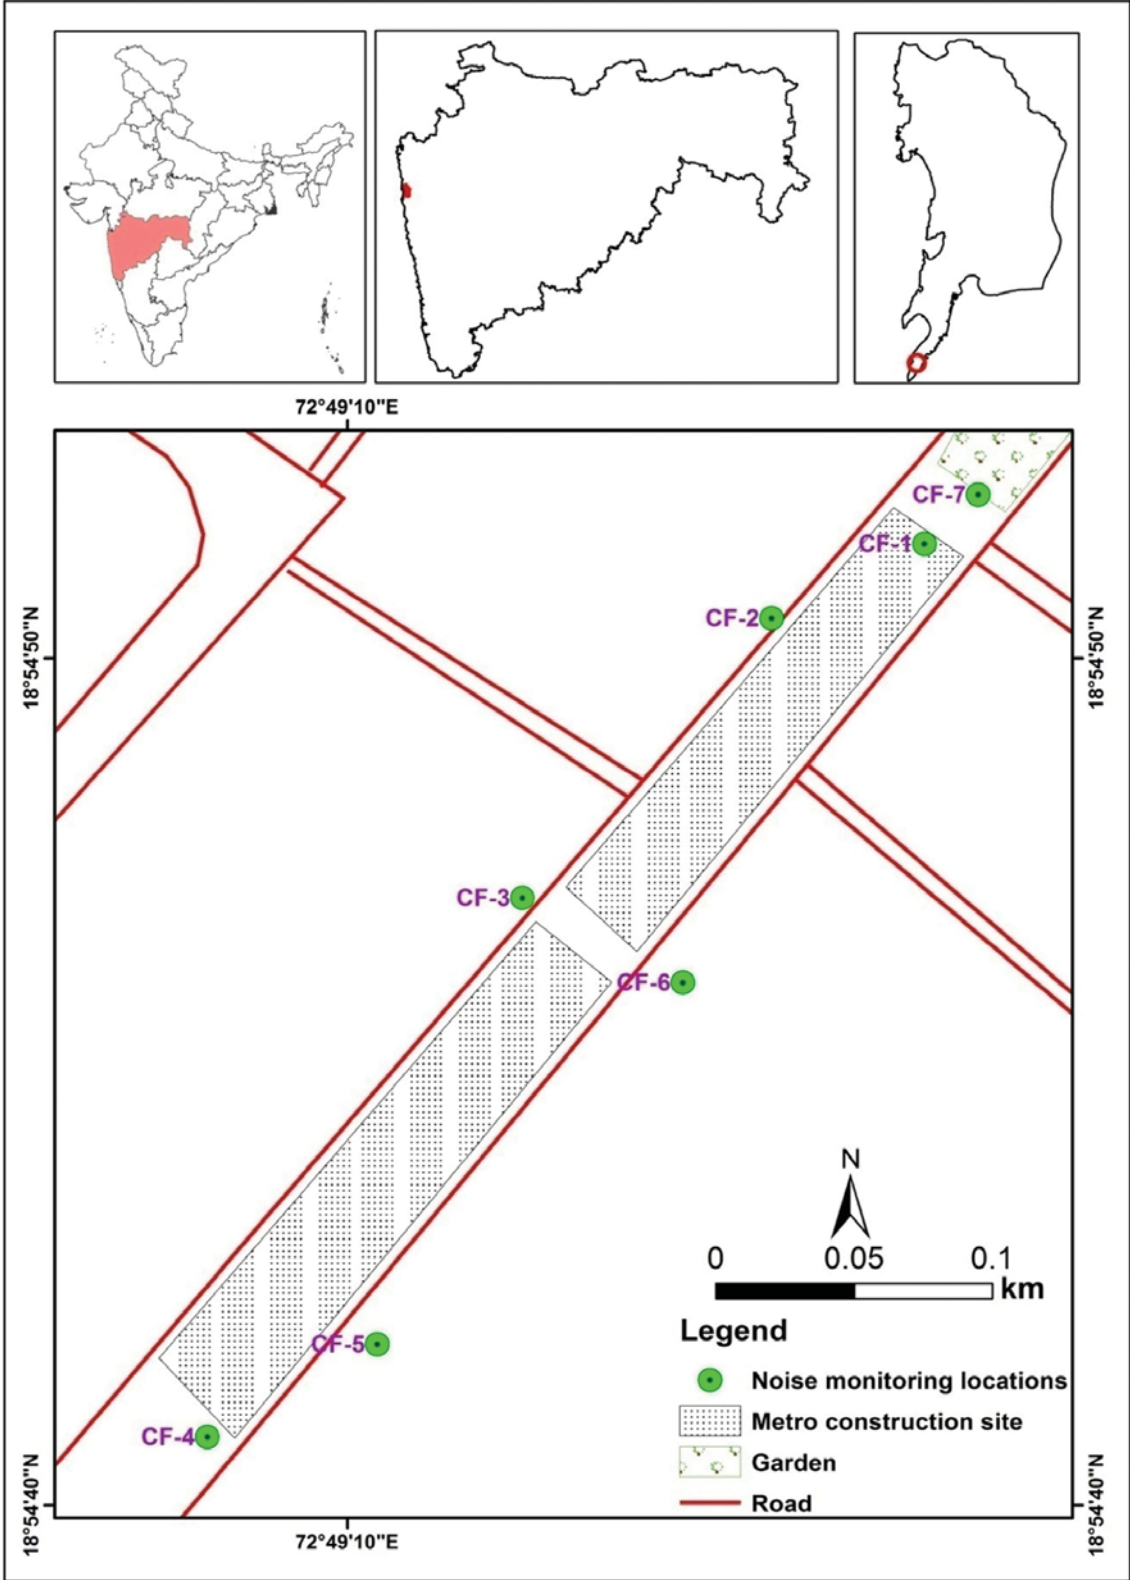 72°49'10"E
CF-7
CF-1
CF-2
18°54'50"N
18°54'50"N
CF-3
CF-6
N
0 0.05 0.1
km
Legend
CF-5
Noise monitoring locations
Metro construction site
CF-4
Garden
Road
18°54'40"N
18°54'40"N
72°49'10"E